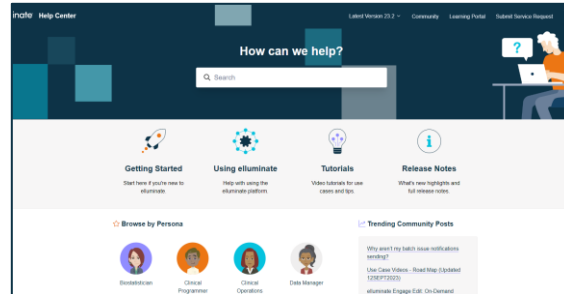 inato Help Center
Latest Version 23.2
Community
Learning Portal
Submit Service Request
How can we help?
Search
Getting Started
Using elluminate
Tutorials
Release Notes
Start here if you're new to
elluminate.
Help with using the
elluminate platform.
Video tutorials for use
cases and tips.
What's new highlights and
full release notes.
Browse by Persona
Trending Community Posts
Biostatistician
Clinical
Programmer
Clinical
Operations
Data Manager
Why aren't my batch issue notifications
sending?
Use Case Videos - Road Map (Updated
12SEPT2023)
elluminate Engage Edit: On-Demand